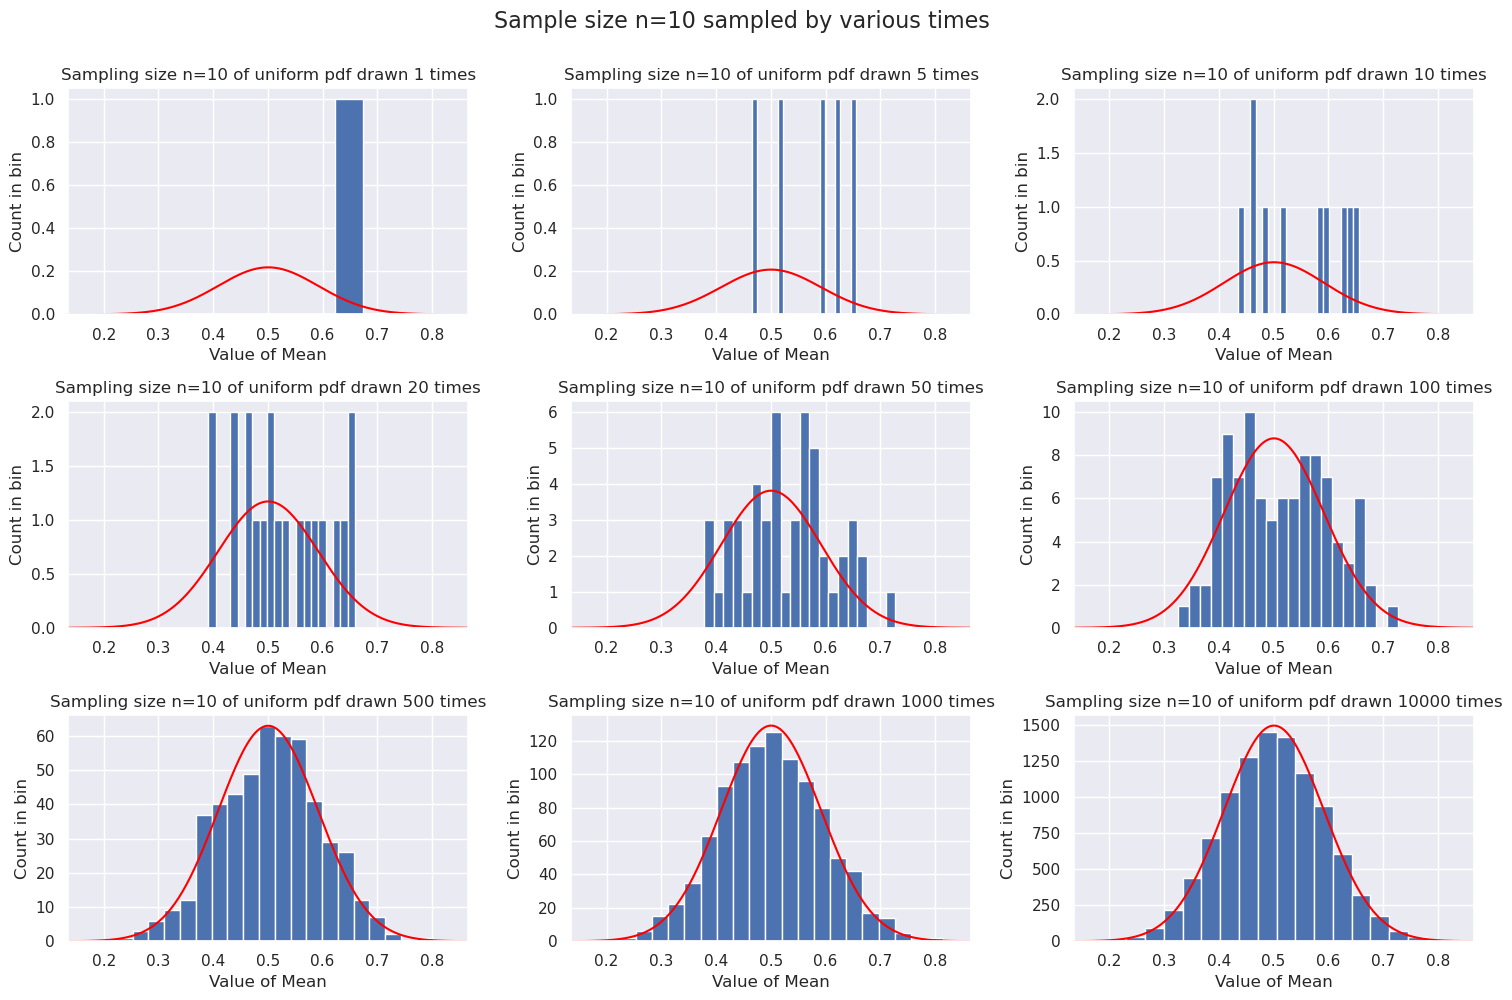 Sample size n=10 sampled by various times
Sampling size n=10 of uniform pdf drawn 1 times
Count in bin
1.0
0.8
0.6
0.4
0.2
0.0
0.2 0.3 0.4 0.5 0.6 0.7 0.8
Value of Mean
Sampling size n=10 of uniform pdf drawn 5 times
Count in bin
1.0
0.8
0.6
0.4
0.2
0.0
0.2 0.3 0.4 0.5 0.6 0.7 0.8
Value of Mean
Sampling size n=10 of uniform pdf drawn 10 times
Count in bin
2.0
1.5
1.0
0.5
0.0
0.2 0.3 0.4 0.5 0.6 0.7 0.8
Value of Mean
Sampling size n=10 of uniform pdf drawn 20 times
Count in bin
2.0
1.5
1.0
0.5
0.0
0.2 0.3 0.4 0.5 0.6 0.7 0.8
Value of Mean
Sampling size n=10 of uniform pdf drawn 50 times
Count in bin
6
5
4
3
2
1
0
0.2 0.3 0.4 0.5 0.6 0.7 0.8
Value of Mean
Sampling size n=10 of uniform pdf drawn 100 times
Count in bin
10
8
6
4
2
0
0.2 0.3 0.4 0.5 0.6 0.7 0.8
Value of Mean
Sampling size n=10 of uniform pdf drawn 500 times
Count in bin
60
50
40
30
20
10
0
0.2 0.3 0.4 0.5 0.6 0.7 0.8
Value of Mean
Sampling size n=10 of uniform pdf drawn 1000 times
Count in bin
120
100
80
60
40
20
0
0.2 0.3 0.4 0.5 0.6 0.7 0.8
Value of Mean
Sampling size n=10 of uniform pdf drawn 10000 times
Count in bin
1500
1250
1000
750
500
250
0
0.2 0.3 0.4 0.5 0.6 0.7 0.8
Value of Mean